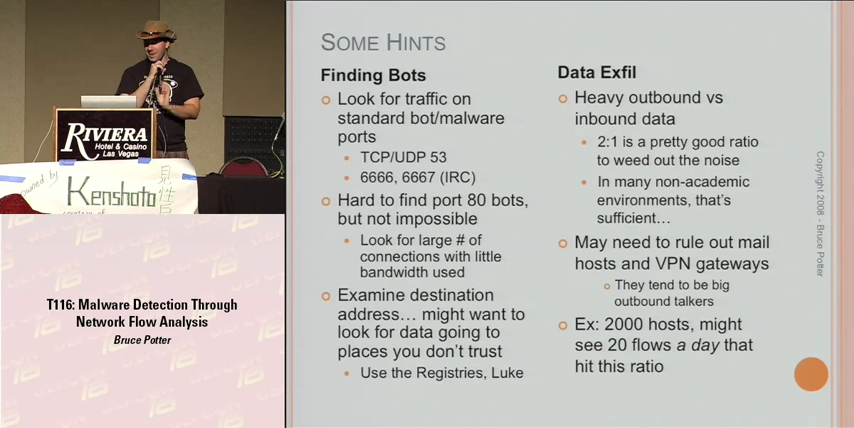 RIVIERA
Hotel & Casino
Las Vegas
owned by
Kenshoto
T116: Malware Detection Through
Network Flow Analysis
Bruce Potter
SOME HINTS
Finding Bots
Look for traffic on
standard bot/malware
ports
TCP/UDP 53
6666, 6667 (IRC)
Hard to find port 80 bots,
but not impossible
Look for large # of
connections with little
bandwidth used
Examine destination
address… might want to
look for data going to
places you don't trust
Use the Registries, Luke
Data Exfil
Heavy outbound vs
inbound data
2:1 is a pretty good ratio
to weed out the noise
In many non-academic
environments, that's
sufficient…
May need to rule out mail
hosts and VPN gateways
They tend to be big
outbound talkers
Ex: 2000 hosts, might
see 20 flows a day that
hit this ratio
Copyright 2008 - Bruce Potter